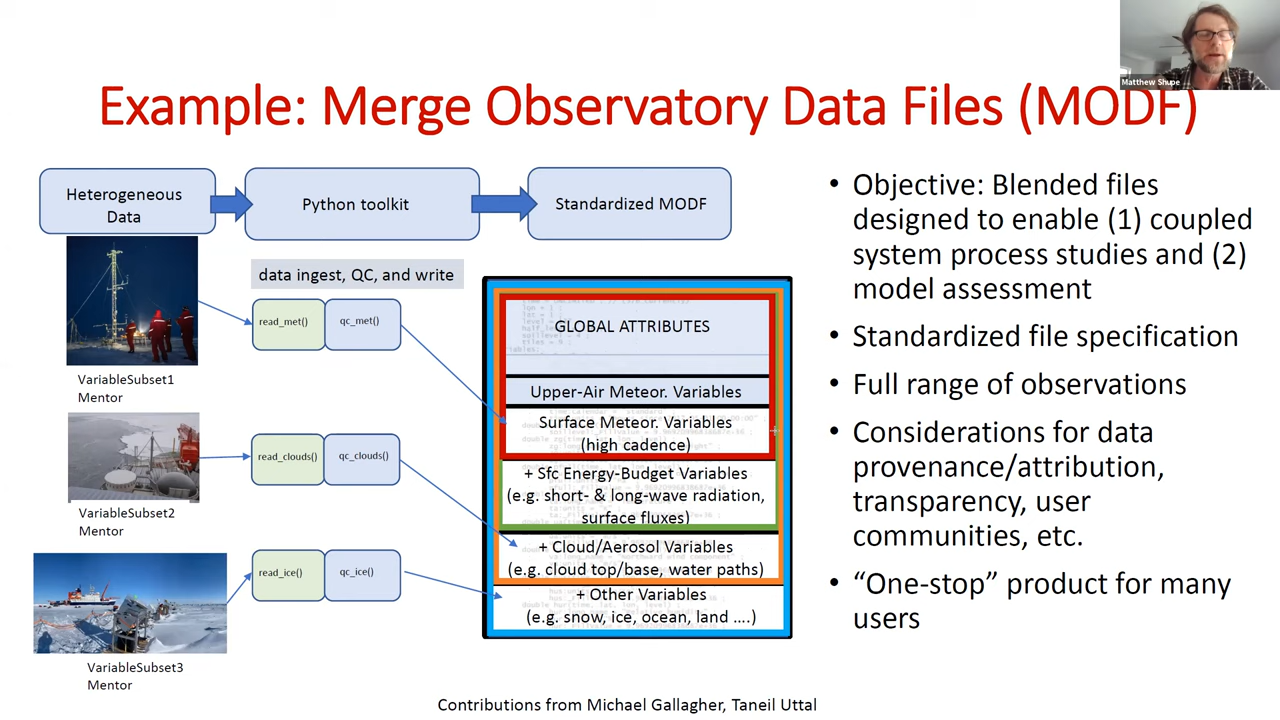 Matthew Shupe
Example: Merge Observatory Data Files (MODF)
Heterogeneous
Data
Python toolkit
Standardized MODF
data ingest, QC, and write
read_met()
qc_met()
VariableSubset1
Mentor
read_clouds()
qc_clouds()
VariableSubset2
Mentor
read_ice()
qc_ice()
VariableSubset3
Mentor
GLOBAL ATTRIBUTES
Upper-Air Meteor. Variables
Surface Meteor. Variables
(high cadence)
+ Sfc Energy-Budget Variables
(e.g. short- & long-wave radiation,
surface fluxes)
+ Cloud/Aerosol Variables
(e.g. cloud top/base, water paths)
+ Other Variables
(e.g. snow, ice, ocean, land ....)
• Objective: Blended files
designed to enable (1) coupled
system process studies and (2)
model assessment
• Standardized file specification
• Full range of observations
• Considerations for data
provenance/attribution,
transparency, user
communities, etc.
• “One-stop” product for many
users
Contributions from Michael Gallagher, Taneil Uttal